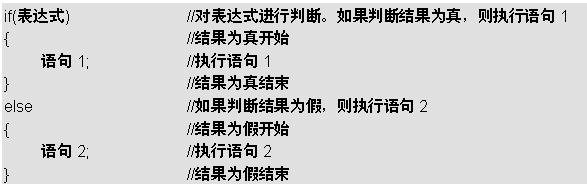 if(表达式) //对表达式进行判断。如果判断结果为真，则执行语句 1
{ //结果为真开始
语句 1; //执行语句 1
} //结果为真结束
else //如果判断结果为假，则执行语句 2
{ //结果为假开始
语句 2; //执行语句 2
} //结果为假结束